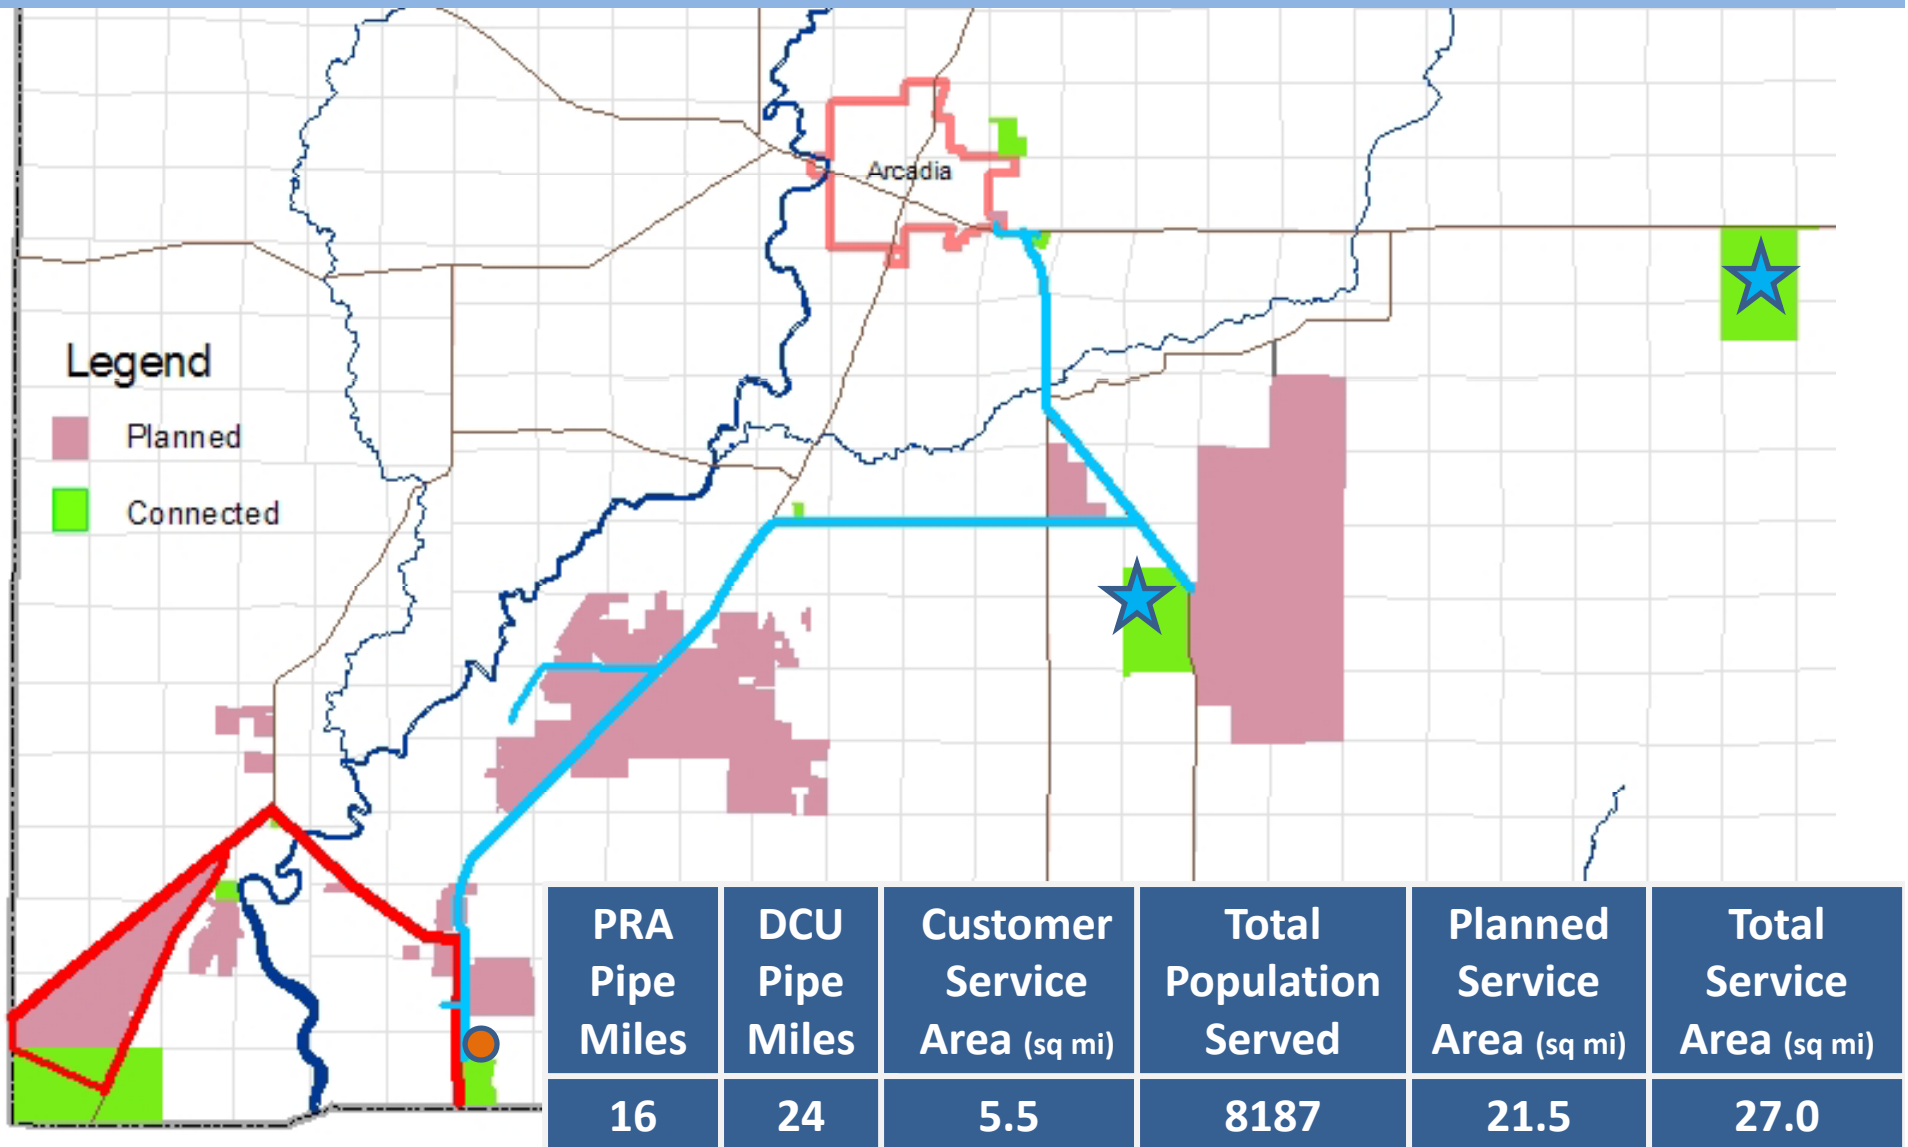 Arcadia
Legend
Planned
Connected
PRA Pipe Miles
DCU Pipe Miles
Customer Service Area (sq mi)
Total Population Served
Planned Service Area (sq mi)
Total Service Area (sq mi)
16
24
5.5
8187
21.5
27.0